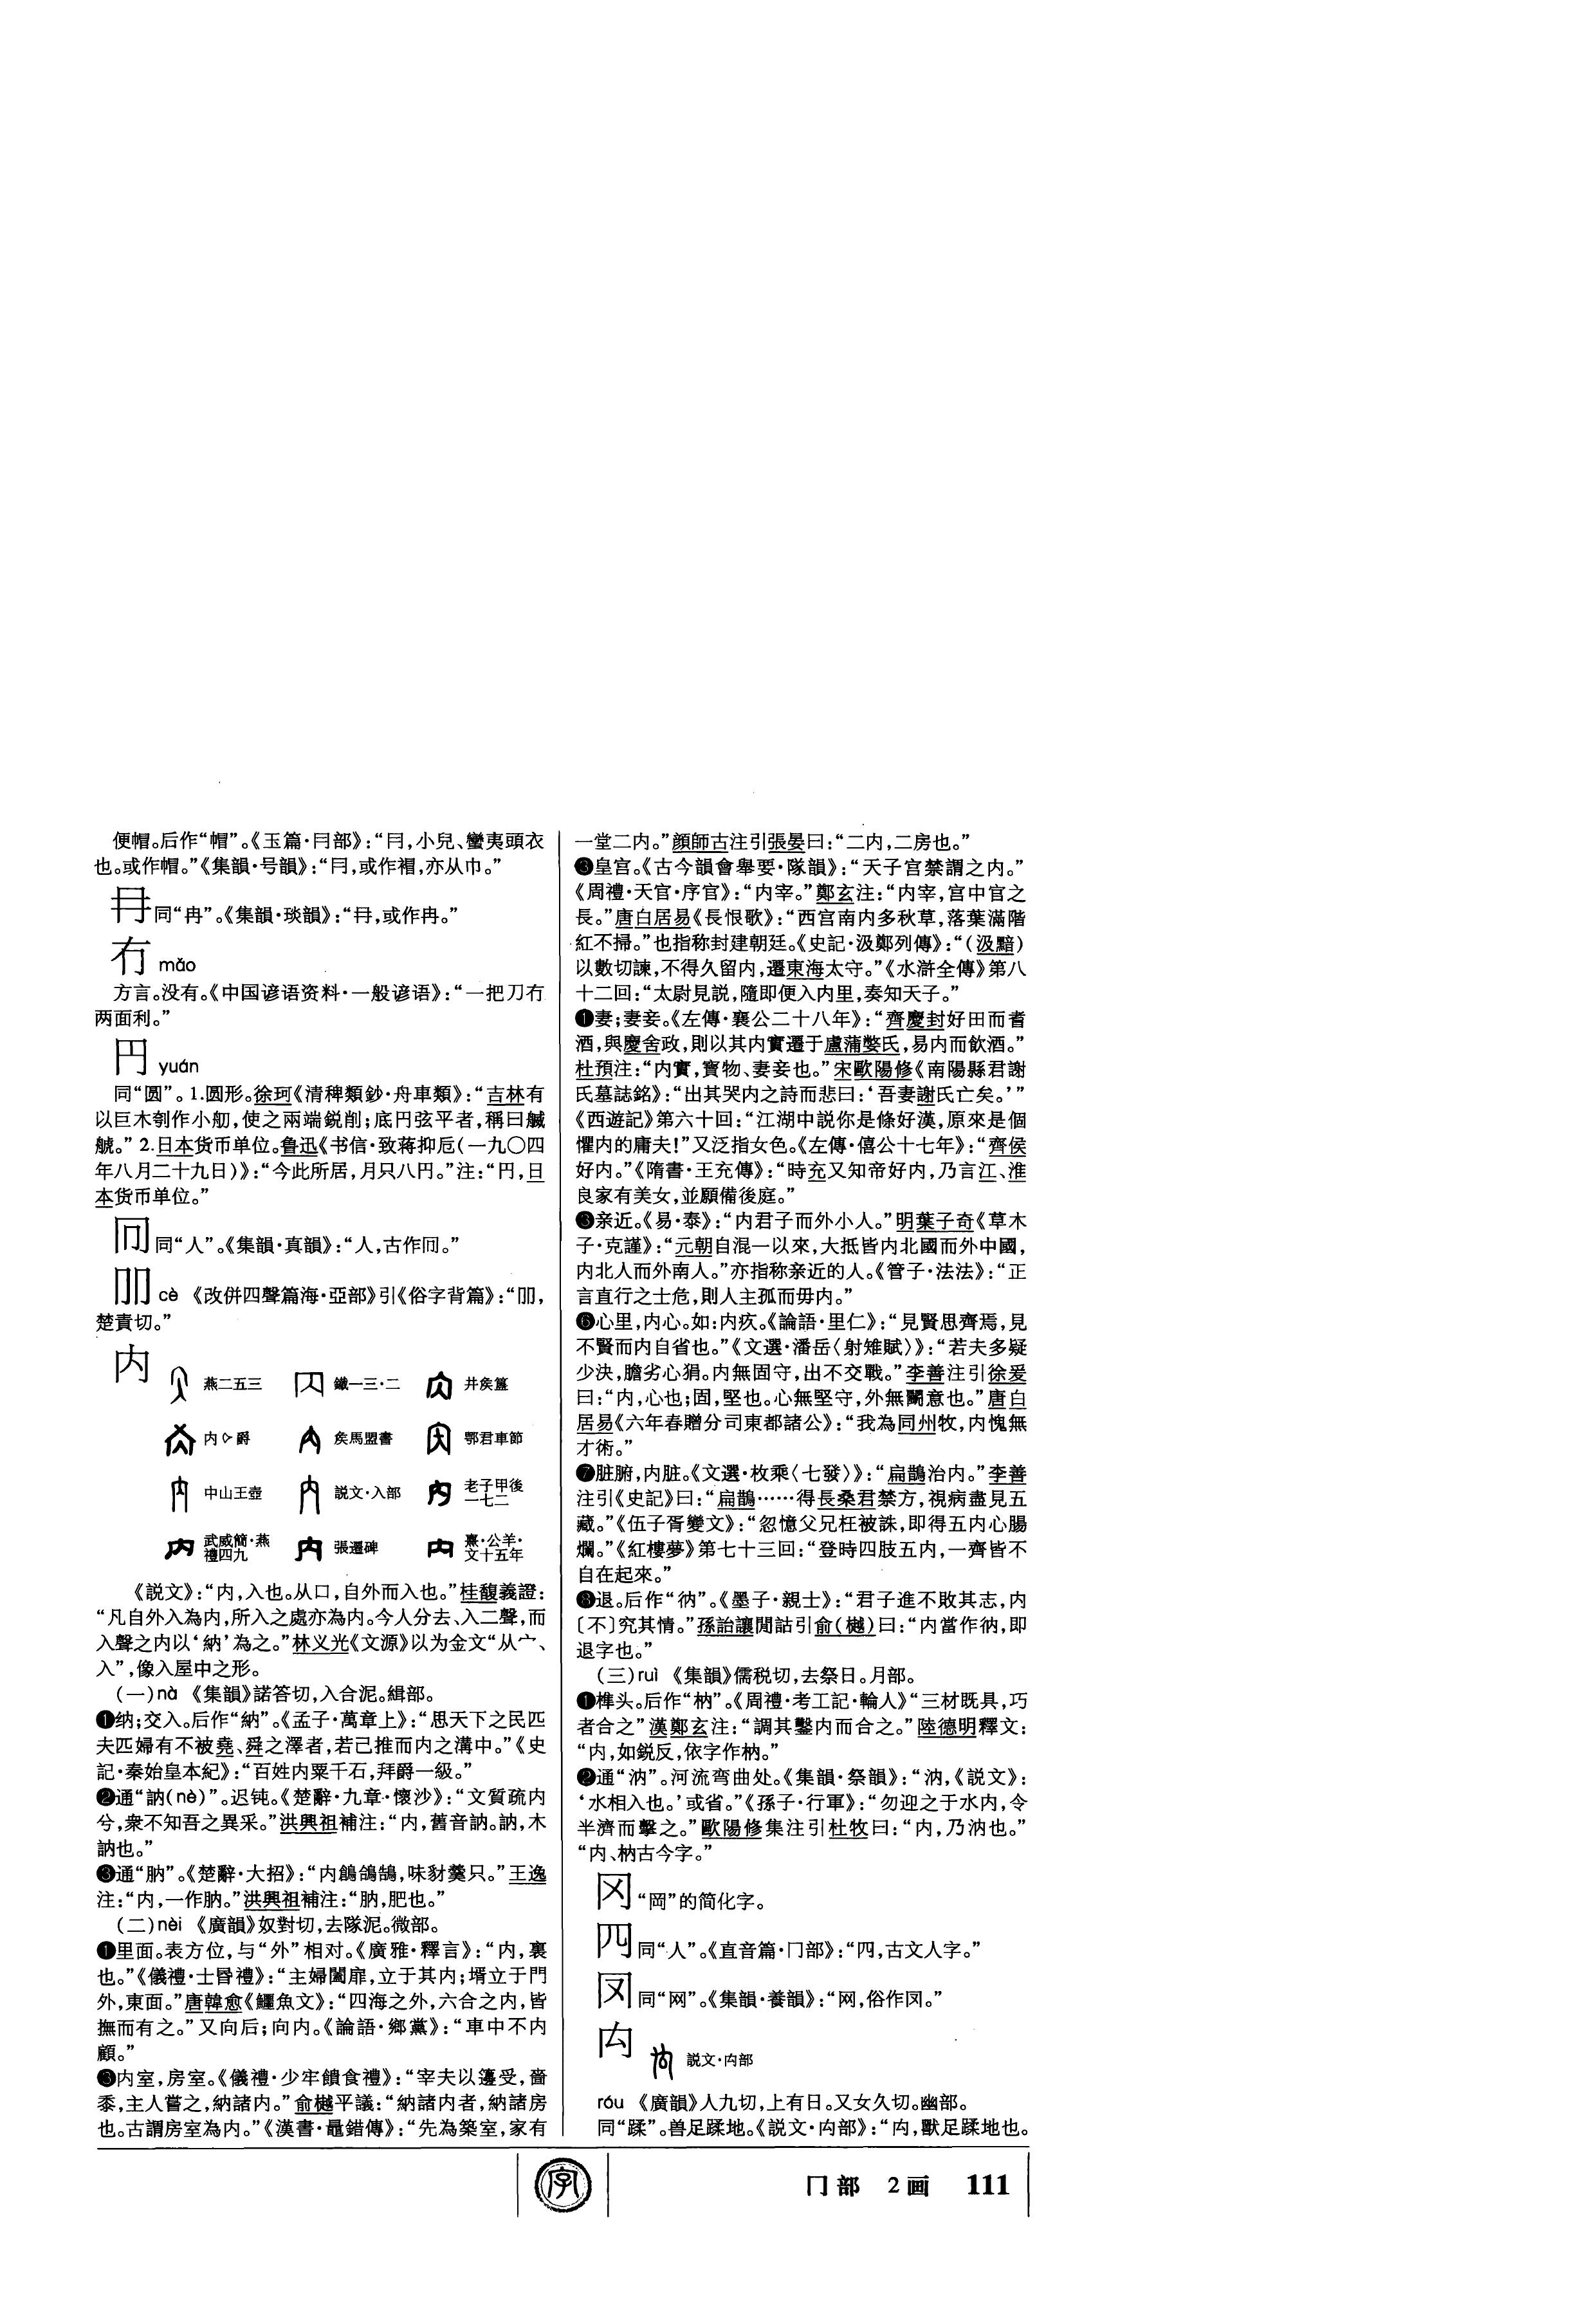 便帽。后作“帽”。《玉篇·冃部》：“冃，小兒、蠻夷頭衣
也。或作帽。”《集韻·号韻》：“冃，或作褶，亦从巾。”
冄同“冉”。《集韻·琰韻》：“冄，或作冉。”
冇 mǎo
方言。没有。《中国谚语资料·一般谚语》：“一把刀冇
两面利。”
円 yuán
同“圆”。1.圆形。徐珂《清稗類鈔·舟車類》：“吉林有
以巨木刳作小舠，使之兩端鋭削；底円弦平者，稱曰艬
舼。” 2.日本货币单位。鲁迅《书信·致蒋抑卮（一九〇四
年八月二十九日）》：“今此所居，月只八円。”注：“円，日
本货币单位。”
同“人”。《集韻·真韻》：“人，古作冋。”
cè 《改併四聲篇海·亞部》引《俗字背篇》：“，
楚責切。”
内
燕二五三 鐵一三·二 井矦簋
内爵 矦馬盟書 鄂君車節
中山王壺 説文·入部 老子甲後一七二
武威簡·燕禮四九 張遷碑 熹·公羊·文十五年
《説文》：“内，入也。从口，自外而入也。”桂馥義證：
“凡自外入為内，所入之處亦為内。今人分去、入二聲，而
入聲之内以‘納’為之。”林义光《文源》以为金文“从宀、
入”，像入屋中之形。
（一）nà 《集韻》諾答切，入合泥。緝部。
❶纳；交入。后作“納”。《孟子·萬章上》：“思天下之民匹
夫匹婦有不被堯、舜之澤者，若己推而内之溝中。”《史
記·秦始皇本紀》：“百姓内粟千石，拜爵一級。”
❷通“訥（nè）”。迟钝。《楚辭·九章·懷沙》：“文質疏内
兮，衆不知吾之異采。”洪興祖補注：“内，舊音訥。訥，木
訥也。”
❸通“肭”。《楚辭·大招》：“内鶬鴿鵠，味豺羹只。”王逸
注：“内，一作肭。”洪興祖補注：“肭，肥也。”
（二）nèi 《廣韻》奴對切，去隊泥。微部。
❶里面。表方位，与“外”相对。《廣雅·釋言》：“内，裏
也。”《儀禮·士昏禮》：“主婦闔扉，立于其内；壻立于門
外，東面。”唐韓愈《鱷魚文》：“四海之外，六合之内，皆
撫而有之。”又向后；向内。《論語·鄉黨》：“車中不内
顧。”
❸内室，房室。《儀禮·少牢饋食禮》：“宰夫以籩受，嗇
黍，主人嘗之，納諸内。”俞樾平議：“納諸内者，納諸房
也。古謂房室為内。”《漢書·鼂錯傳》：“先為築室，家有
一堂二内。”顔師古注引張晏曰：“二内，二房也。”
❸皇宫。《古今韻會舉要·隊韻》：“天子宫禁謂之内。”
《周禮·天官·序官》：“内宰。”鄭玄注：“内宰，宫中官之
長。”唐白居易《長恨歌》：“西宫南内多秋草，落葉滿階
紅不掃。”也指称封建朝廷。《史記·汲鄭列傳》：“（汲黯）
以數切諫，不得久留内，遷東海太守。”《水滸全傳》第八
十二回：“太尉見説，隨即便入内里，奏知天子。”
❶妻；妻妾。《左傳·襄公二十八年》：“齊慶封好田而耆
酒，與慶舍政，則以其内實遷于盧蒲嫳氏，易内而飲酒。”
杜預注：“内實，寶物、妻妾也。”宋歐陽修《南陽縣君謝
氏墓誌銘》：“出其哭内之詩而悲曰：‘吾妻謝氏亡矣。’”
《西遊記》第六十回：“江湖中説你是條好漢，原來是個
懼内的庸夫！”又泛指女色。《左傳·僖公十七年》：“齊侯
好内。”《隋書·王充傳》：“時充又知帝好内，乃言江、淮
良家有美女，並願備後庭。”
❸亲近。《易·泰》：“内君子而外小人。”明葉子奇《草木
子·克謹》：“元朝自混一以來，大抵皆内北國而外中國，
内北人而外南人。”亦指称亲近的人。《管子·法法》：“正
言直行之士危，則人主孤而毋内。”
❻心里，内心。如：内疚。《論語·里仁》：“見賢思齊焉，見
不賢而内自省也。”《文選·潘岳〈射雉賦〉》：“若夫多疑
少決，膽劣心狷。内無固守，出不交戰。”李善注引徐爰
曰：“内，心也；固，堅也。心無堅守，外無鬭意也。”唐白
居易《六年春贈分司東都諸公》：“我為同州牧，内愧無
才術。”
❼脏腑，内脏。《文選·枚乘〈七發〉》：“扁鵲治内。”李善
注引《史記》曰：“扁鵲……得長桑君禁方，視病盡見五
藏。”《伍子胥變文》：“忽憶父兄枉被誅，即得五内心腸
爛。”《紅樓夢》第七十三回：“登時四肢五内，一齊皆不
自在起來。”
❽退。后作“㐻”。《墨子·親士》：“君子進不敗其志，内
〔不〕究其情。”孫詒讓閒詁引俞（樾）曰：“内當作㐻，即
退字也。”
（三）ruì 《集韻》儒税切，去祭日。月部。
❶榫头。后作“枘”。《周禮·考工記·輪人》“三材既具，巧
者合之”漢鄭玄注：“調其鑿内而合之。”陸德明釋文：
“内，如鋭反，依字作枘。”
❷通“汭”。河流弯曲处。《集韻·祭韻》：“汭，《説文》：
‘水相入也。’或省。”《孫子·行軍》：“勿迎之于水内，令
半濟而擊之。”歐陽修集注引杜牧曰：“内，乃汭也。”
“内、枘古今字。”
冈 “岡”的简化字。
同“人”。《直音篇·冂部》：“，古文人字。”
同“网”。《集韻·養韻》：“网，俗作㓁。”
禸 説文·禸部
róu 《廣韻》人九切，上有日。又女久切。幽部。
同“蹂”。兽足蹂地。《説文·禸部》：“禸，獸足蹂地也。
字
冂部 2画 111